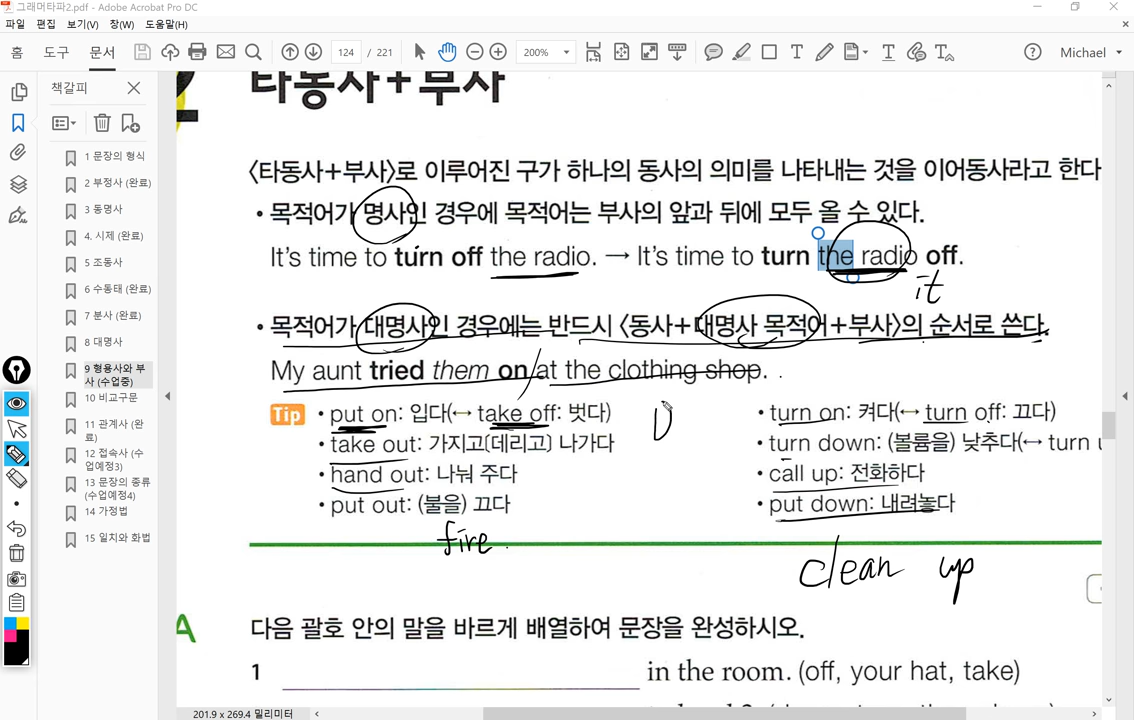 그래머타파2.pdf - Adobe Acrobat Pro DC
파일 편집 보기(V) 창(W) 도움말(H)
홈 도구 문서 124 / 221 200% Michael
책갈피
1 문장의 형식
2 부정사 (완료)
3 동명사
4. 시제 (완료)
5 조동사
6 수동태 (완료)
7 분사 (완료)
8 대명사
9 형용사와 부
사 (수업중)
10 비교구문
11 관계사 (완
료)
12 접속사 (수
업예정3)
13 문장의 종류
(수업예정4)
14 가정법
15 일치와 화법
2 타동사+부사
〈타동사+부사〉로 이루어진 구가 하나의 동사의 의미를 나타내는 것을 이어동사라고 한다
• 목적어가 명사인 경우에 목적어는 부사의 앞과 뒤에 모두 올 수 있다.
It's time to turn off the radio. → It's time to turn the radio off.
it
• 목적어가 대명사인 경우에는 반드시 〈동사+대명사 목적어+부사〉의 순서로 쓴다.
My aunt tried them on at the clothing shop.
Tip • put on: 입다(↔ take off: 벗다)
• take out: 가지고〔데리고〕 나가다
• hand out: 나눠 주다
• put out: (불을) 끄다
fire.
• turn on: 켜다(↔ turn off: 끄다)
• turn down: (볼륨을) 낮추다(↔ turn u
• call up: 전화하다
• put down: 내려놓다
clean up
A 다음 괄호 안의 말을 바르게 배열하여 문장을 완성하시오.
1 in the room. (off, your hat, take)
201.9 x 269.4 밀리미터